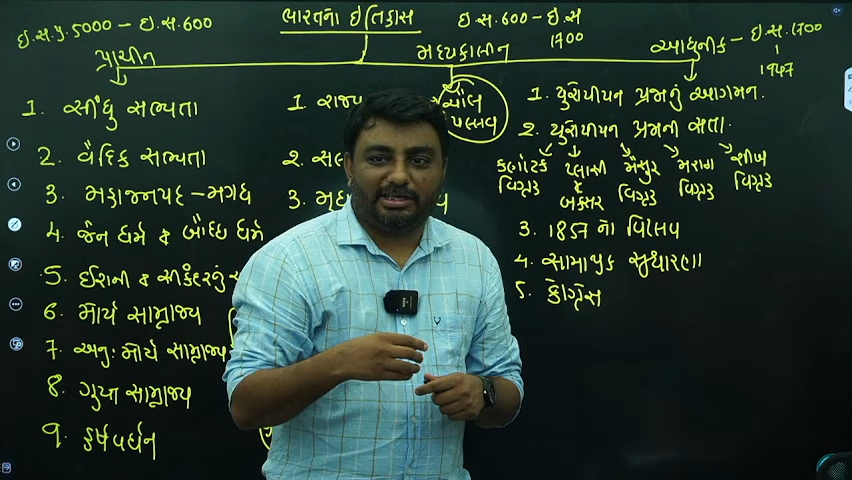 ભારતનો ઇતિહાસ
ઇ.સ.પૂ. 5000 – ઇ.સ.600
પ્રાચીન
1. સીંધુ સભ્યતા
2. વૈદિક સભ્યતા
3. મહાજનપદ – મગધ
4. જૈન ધર્મ & બૌધ્ધ ધર્મ
5. ઈરાની & સીકંદરનું
6. મૌર્ય સામ્રાજ્ય
7. અનુ: મૌર્ય સામ્રાજ્ય
8. ગુપ્ત સામ્રાજ્ય
9. હર્ષવર્ધન
ઇ.સ.600 – ઇ.સ
1700
મધ્યકાલીન
1. ચોલ
પલ્લવ
2.
3.
આધુનીક – ઇ.સ.1700
1947
1. યુરોપીયન પ્રજાનું આગમન.
2. યુરોપીયન પ્રજાની સતા.
કર્ણાટક પ્લાસી મૈસુર મરાઠા શીખ
વિગ્રહ બકસર વિગ્રહ વિગ્રહ વિગ્રહ
3. 1857 નો વિપ્લવ
4. સામાજીક સુધારણા
5. કોંગ્રેસ